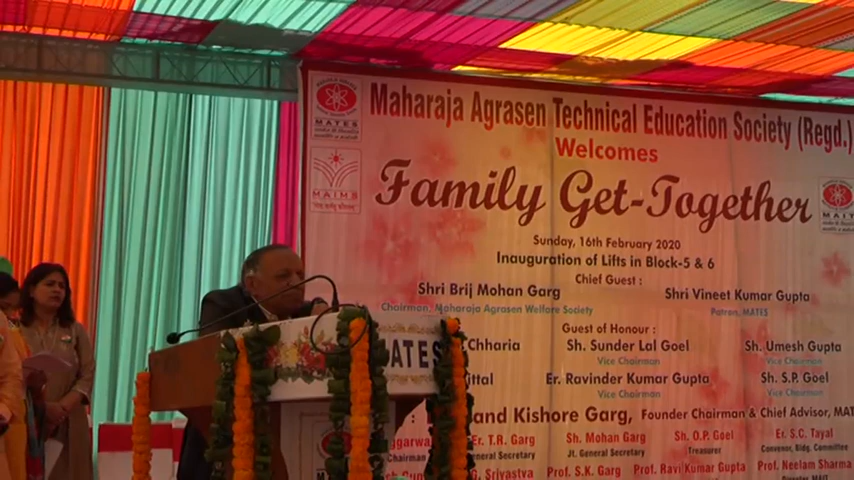 MATES
MAIMS
Maharaja Agrasen Technical Education Society (Regd.)
Welcomes
Family Get-Together
MATE
Sunday, 16th February 2020
Inauguration of Lifts in Block-5 & 6
Chief Guest :
Shri Brij Mohan Garg
Shri Vineet Kumar Gupta
Chairman, Maharaja Agrasen Welfare Society
Patron, MATES
Guest of Honour :
Chharia
Sh. Sunder Lal Goel
Sh. Umesh Gupta
Vice Chairman
Vice Chairman
ittal
Er. Ravinder Kumar Gupta
Sh. S.P. Goel
Vice Chairman
Vice Chairman
and Kishore Garg, Founder Chairman & Chief Advisor, MAT
ggarwa
Er. T.R. Garg
Sh. Mohan Garg
Sh. O.P. Goel
Er. S.C. Tayal
Chairman
General Secretary
Jt. General Secretary
Treasurer
Convenor, Bldg. Committee
G. Srivastva
Prof. S.K. Garg
Prof. Ravi Kumar Gupta
Prof. Neelam Sharma
MATES